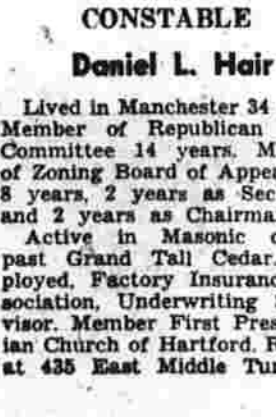 CONSTABLE
Daniel L. Hair
Lived in Manchester 34
Member of Republican
Committee 14 years. M
of Zoning Board of Appea
8 years, 2 years as Sec
and 2 years as Chairma
Active in Masonic o
past Grand Tall Cedar.
ployed, Factory Insuranc
sociation, Underwriting
visor. Member First Pres
ian Church of Hartford. R
at 435 East Middle Tur